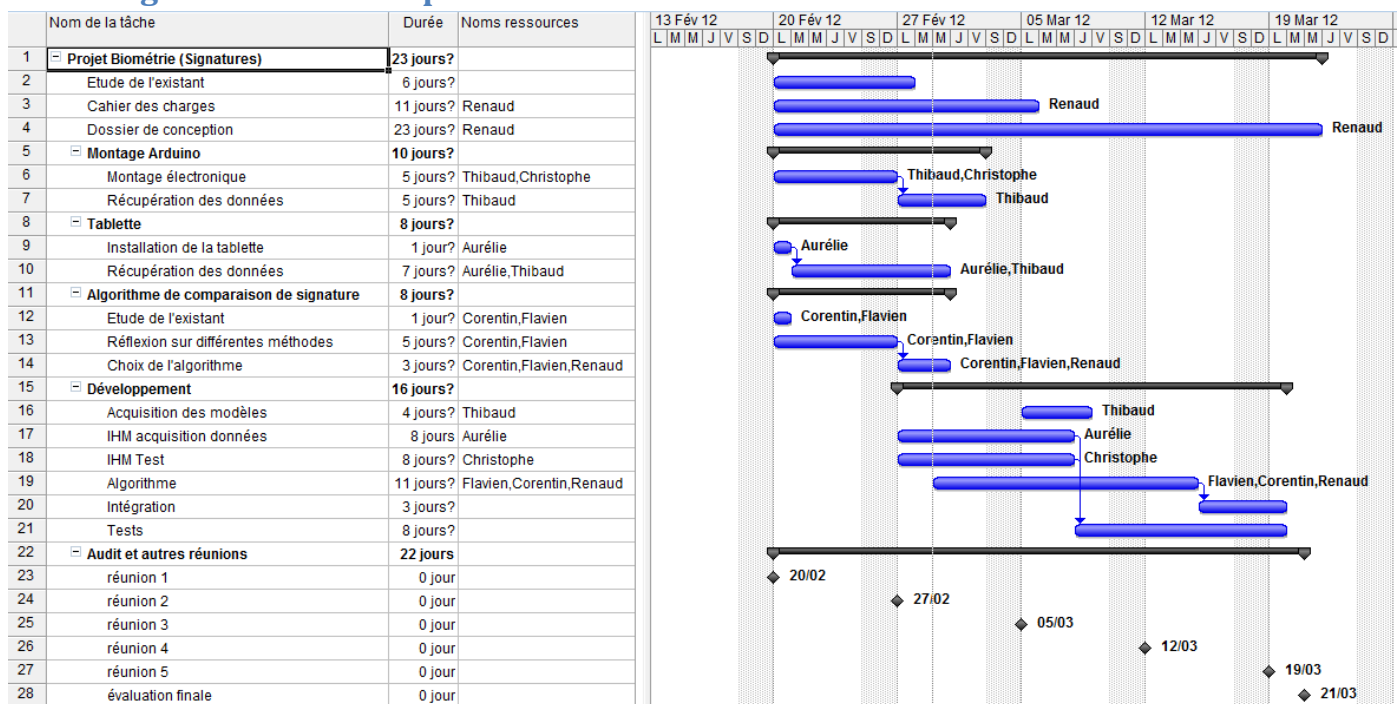 Nom de la tâche Durée Noms ressources 13 Fév 12 20 Fév 12 27 Fév 12 05 Mar 12 12 Mar 12 19 Mar 12
L M M J V S D L M M J V S D L M M J V S D L M M J V S D L M M J V S D L M M J V S D
1 Projet Biométrie (Signatures) 23 jours?
2 Etude de l'existant 6 jours?
3 Cahier des charges 11 jours? Renaud Renaud
4 Dossier de conception 23 jours? Renaud Renaud
5 Montage Arduino 10 jours?
6 Montage électronique 5 jours? Thibaud,Christophe Thibaud,Christophe
7 Récupération des données 5 jours? Thibaud Thibaud
8 Tablette 8 jours?
9 Installation de la tablette 1 jour? Aurélie Aurélie
10 Récupération des données 7 jours? Aurélie,Thibaud Aurélie,Thibaud
11 Algorithme de comparaison de signature 8 jours?
12 Etude de l'existant 1 jour? Corentin,Flavien Corentin,Flavien
13 Réflexion sur différentes méthodes 5 jours? Corentin,Flavien Corentin,Flavien
14 Choix de l'algorithme 3 jours? Corentin,Flavien,Renaud Corentin,Flavien,Renaud
15 Développement 16 jours?
16 Acquisition des modèles 4 jours? Thibaud Thibaud
17 IHM acquisition données 8 jours Aurélie Aurélie
18 IHM Test 8 jours? Christophe Christophe
19 Algorithme 11 jours? Flavien,Corentin,Renaud Flavien,Corentin,Renaud
20 Intégration 3 jours?
21 Tests 8 jours?
22 Audit et autres réunions 22 jours
23 réunion 1 0 jour 20/02
24 réunion 2 0 jour 27/02
25 réunion 3 0 jour 05/03
26 réunion 4 0 jour 12/03
27 réunion 5 0 jour 19/03
28 évaluation finale 0 jour 21/03